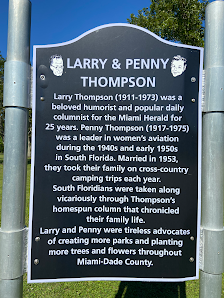 LARRY & PENNY
THOMPSON
Larry Thompson (1911-1973) was a
beloved humorist and popular daily
columnist for the Miami Herald for
25 years. Penny Thompson (1917-1975)
was a leader in women's aviation
during the 1940s and early 1950s
in South Florida. Married in 1953,
they took their family on cross-country
camping trips each year.
South Floridians were taken along
vicariously through Thompson's
homespun column that chronicled
their family life.
Larry and Penny were tireless advocates
of creating more parks and planting
more trees and flowers throughout
Miami-Dade County.